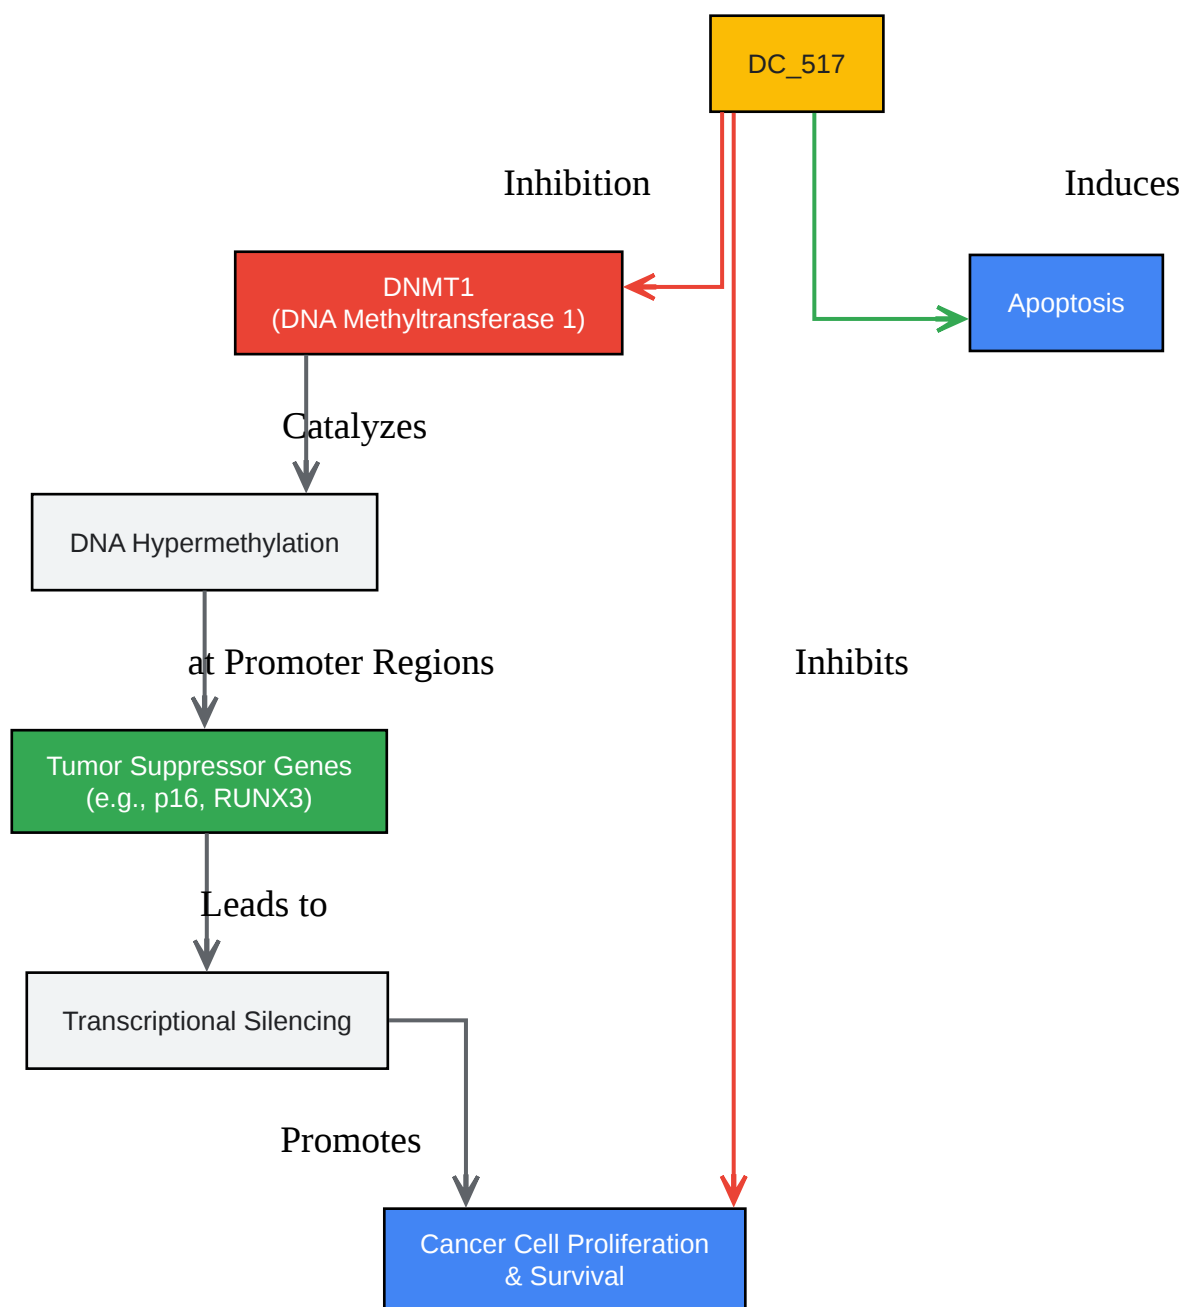 DC_517
Inhibition
Induces
DNMT1
(DNA Methyltransferase 1)
Apoptosis
Catalyzes
DNA Hypermethylation
at Promoter Regions
Inhibits
Tumor Suppressor Genes
(e.g., p16, RUNX3)
Leads to
Transcriptional Silencing
Promotes
Cancer Cell Proliferation
& Survival